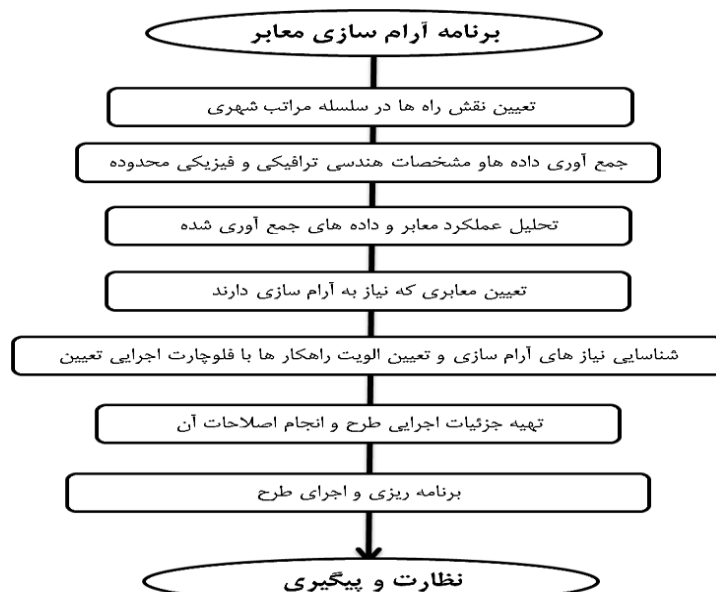 برنامه آرام سازی معابر
تعیین نقش راه ها در سلسله مراتب شهری
جمع آوری داده هاو مشخصات هندسی ترافیکی و فیزیکی محدوده
تحلیل عملکرد معابر و داده های جمع آوری شده
تعیین معابری که نیاز به آرام سازی دارند
شناسایی نیاز های آرام سازی و تعیین الویت راهکار ها با فلوچارت اجرایی تعیین
تهیه جزئیات اجرایی طرح و انجام اصلاحات آن
برنامه ریزی و اجرای طرح
نظارت و پیگیری